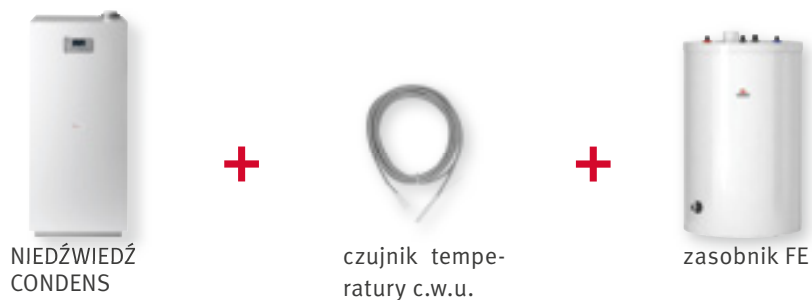 NIEDŹWIEDŹ
CONDENS
czujnik tempe-
ratury c.w.u.
zasobnik FE